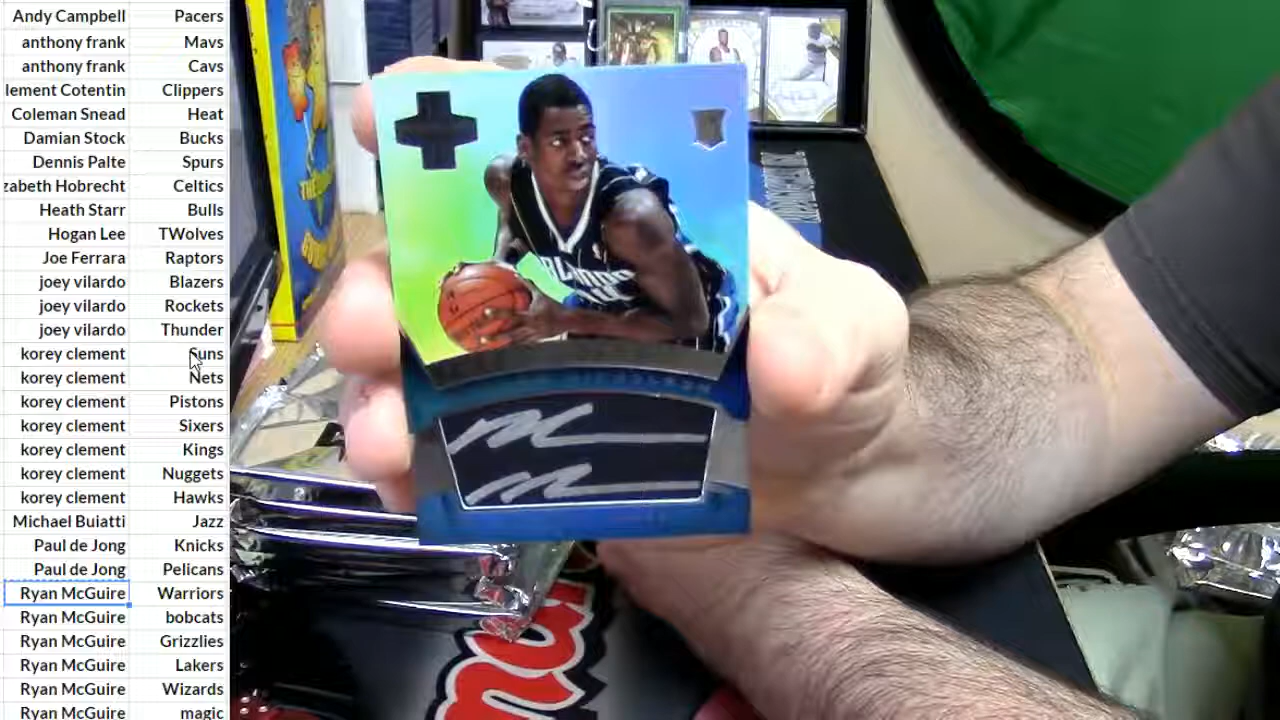 Andy Campbell Pacers
anthony frank Mavs
anthony frank Cavs
lement Cotentin Clippers
Coleman Snead Heat
Damian Stock Bucks
Dennis Palte Spurs
zabeth Hobrecht Celtics
Heath Starr Bulls
Hogan Lee TWolves
Joe Ferrara Raptors
joey vilardo Blazers
joey vilardo Rockets
joey vilardo Thunder
korey clement Suns
korey clement Nets
korey clement Pistons
korey clement Sixers
korey clement Kings
korey clement Nuggets
korey clement Hawks
Michael Buiatti Jazz
Paul de Jong Knicks
Paul de Jong Pelicans
Ryan McGuire Warriors
Ryan McGuire bobcats
Ryan McGuire Grizzlies
Ryan McGuire Lakers
Ryan McGuire Wizards
Ryan McGuire magic